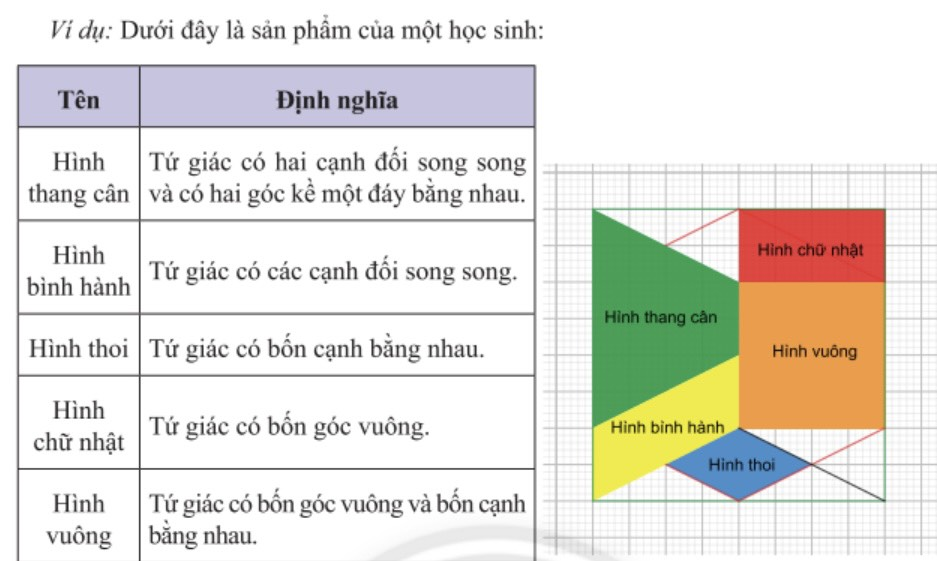 Ví dụ: Dưới đây là sản phẩm của một học sinh:
Tên
Định nghĩa
Hình
thang cân
Tứ giác có hai cạnh đối song song
và có hai góc kề một đáy bằng nhau.
Hình
bình hành
Tứ giác có các cạnh đối song song.
Hình thoi
Tứ giác có bốn cạnh bằng nhau.
Hình
chữ nhật
Tứ giác có bốn góc vuông.
Hình
vuông
Tứ giác có bốn góc vuông và bốn cạnh
bằng nhau.
Hình chữ nhật
Hình thang cân
Hình vuông
Hình bình hành
Hình thoi